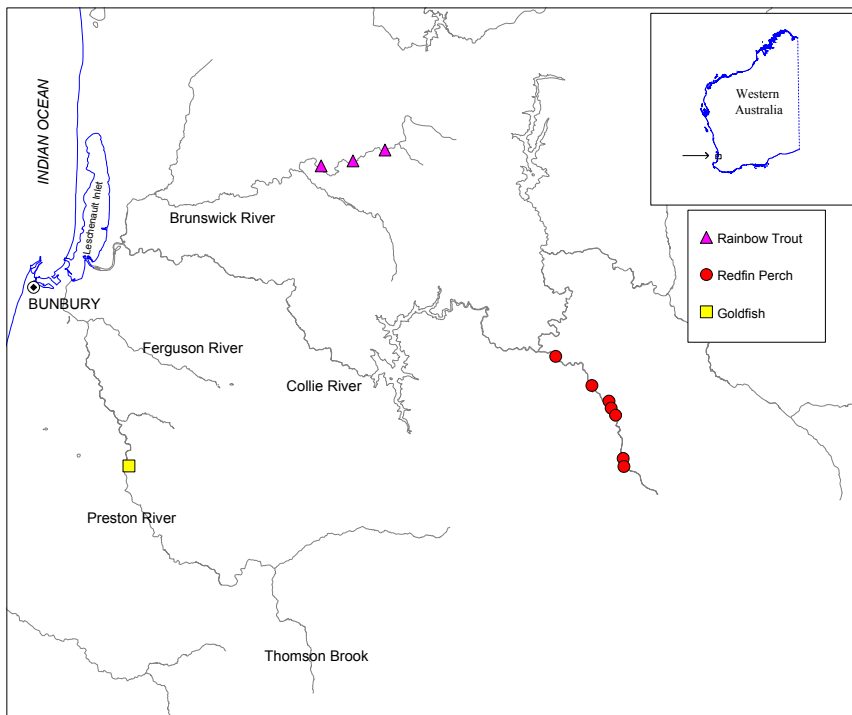 INDIAN OCEAN
Leschenault Inlet
BUNBURY
Brunswick River
Ferguson River
Collie River
Preston River
Thomson Brook
Western
Australia
Rainbow Trout
Redfin Perch
Goldfish